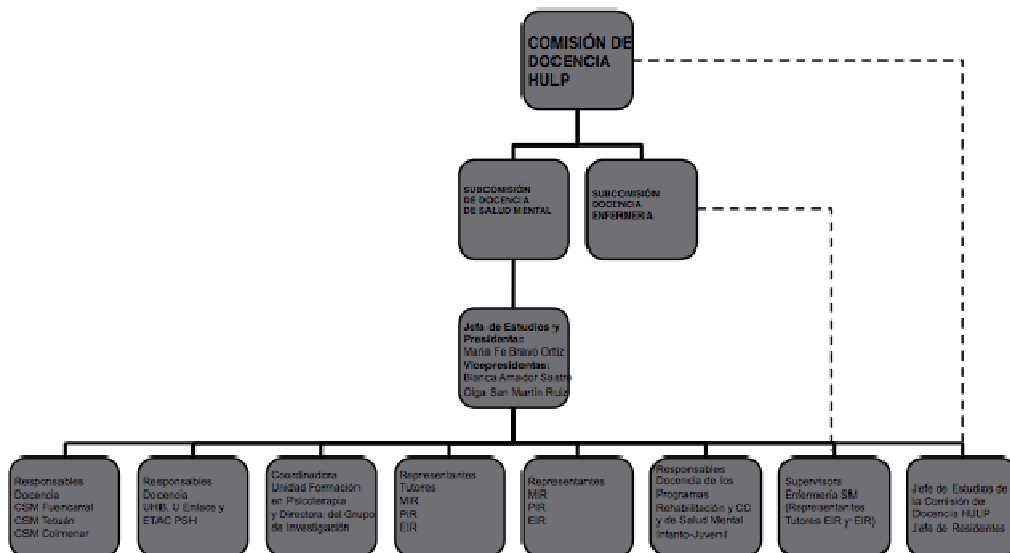 COMISIÓN DE
DOCENCIA
HULP
SUBCOMISIÓN
DE DOCENCIA
DE SALUD MENTAL
SUBCOMISIÓN
DOCENCIA
ENFERMERIA.
Jefa de Estudios y
Presidenta:
Maria Fe Bravo Ortiz
Vicepresidentas:
Blanca Amador Sastre
Olga San Martín Ruiz
Responsables
Docencia
CSM Fuencarral
CSM Tetuán
CSM Colmenar
Responsables
Docencia
UHB, U Enlace y
ETAC PSH
Coordinadora
Unidad Formación
en Psicoterapia
y Directora del Grupo
de Investigación
Representantes
Tutores
MIR
PIR
EIR
Representantes
MIR
PIR
EIR
Responsables
Docencia de los
Programas
Rehabilitación y CC
y de Salud Mental
Infanto-Juvenil
Supervisora
Enfermería SM
(Representantes
Tutores EIR y EIR)
Jefe de Estudios de
la Comisión de
Docencia HULP
Jefe de Residentes